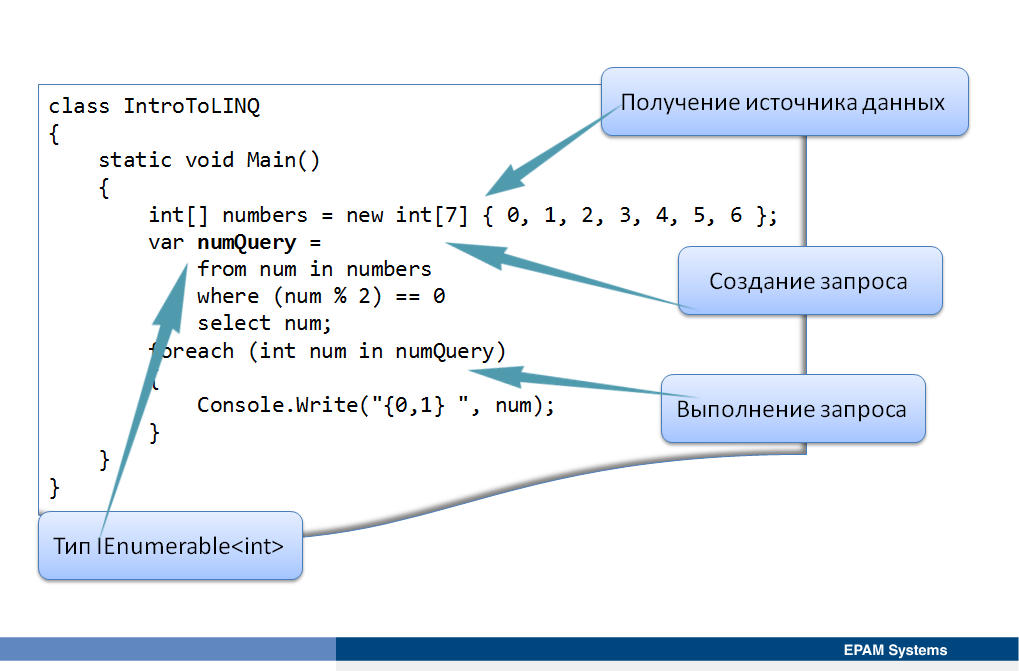 Получение источника данных
class IntroToLINQ
{
static void Main()
{
int[] numbers = new int[7] { 0, 1, 2, 3, 4, 5, 6 };
var numQuery =
from num in numbers
where (num % 2) == 0
select num;
Создание запроса
foreach (int num in numQuery)
{
Console.Write("{0,1} ", num);
Выполнение запроса
}
}
}
Тип IEnumerable<int>
EPAM Systems